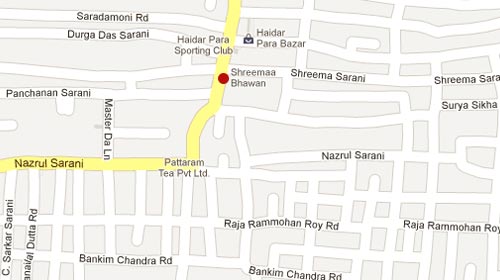 Saradamoni Rd
Durga Das Sarani
Haidar Para
Sporting Club
Haidar
Para Bazar
Shreemaa
Bhawan
Shreema Sarani
Shreema Sara
Panchanan Sarani
Master Da Ln
Surya Sikha
Nazrul Sarani
Nazrul Sarani
Pattaram
Tea Pvt Ltd.
C. Sarkar Sarani
Dutta Rd
Raja Rammohan Roy Rd
Raja Rammohan Roy
Bankim Chandra Rd
Bankim Chandra Rd